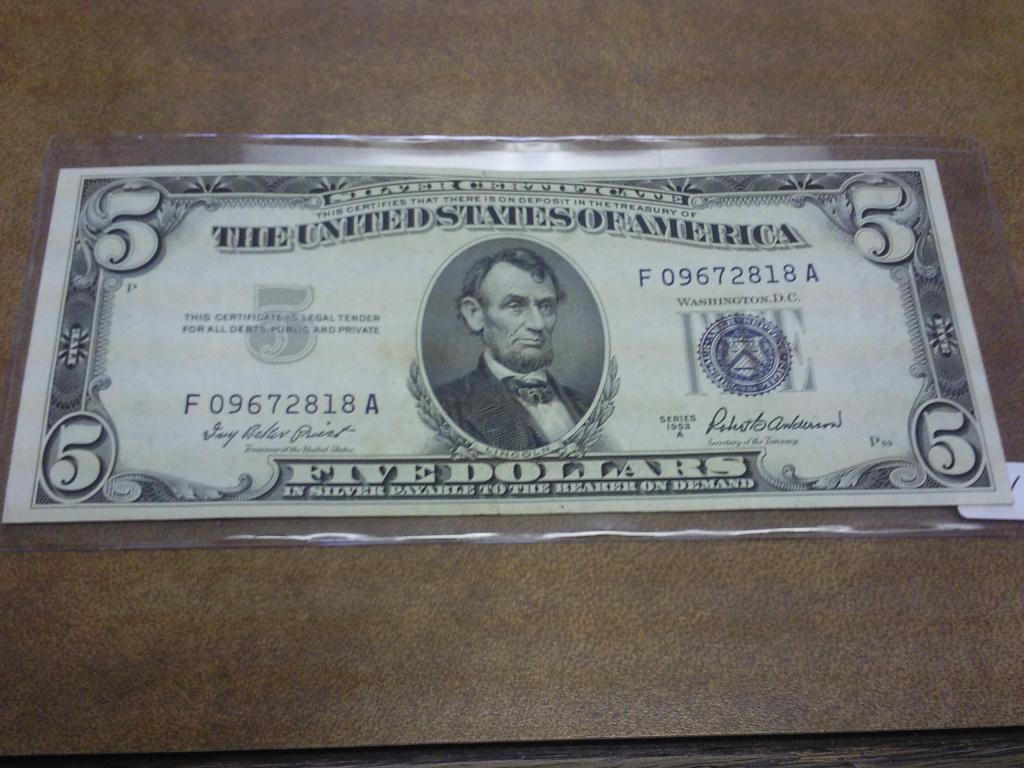 SILVER CERTIFICATE
THIS CERTIFIES THAT THERE IS ON DEPOSIT IN THE TREASURY OF
THE UNITED STATES OF AMERICA
5
5
P
F 09672818 A
WASHINGTON, D.C.
5
THIS CERTIFICATE IS LEGAL TENDER
FOR ALL DEBTS, PUBLIC AND PRIVATE
FIVE
FIVE
FIVE
F 09672818 A
Ivy Baker Priest
Treasurer of the United States.
SERIES
1953
A
Robert B Anderson
Secretary of the Treasury.
P 59
LINCOLN
5
5
FIVE DOLLARS
IN SILVER PAYABLE TO THE BEARER ON DEMAND